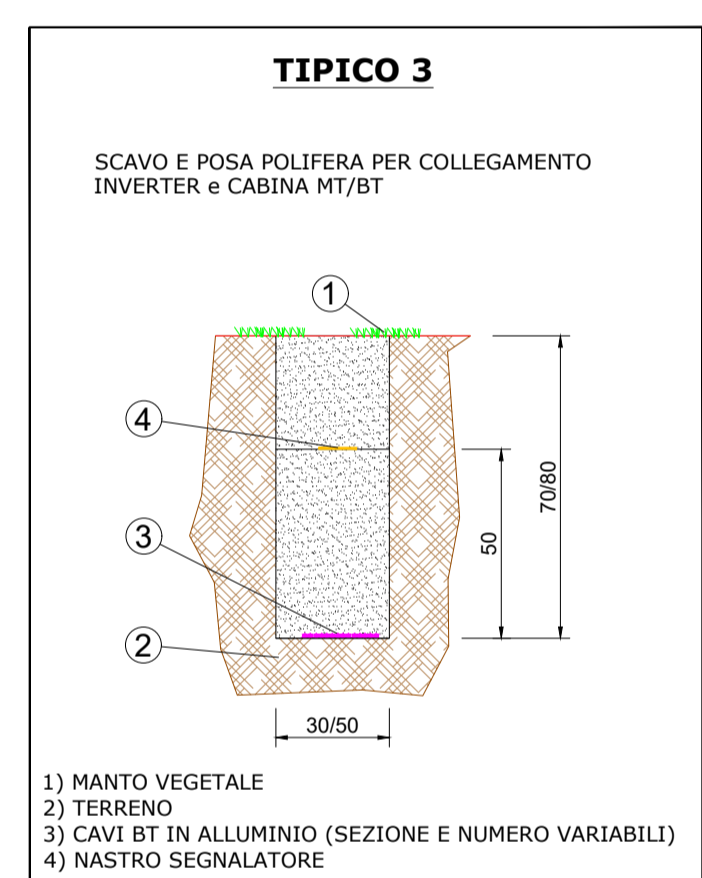 TIPICO 3
SCAVO E POSA POLIFERA PER COLLEGAMENTO
INVERTER e CABINA MT/BT
1
4
3
2
50
70/80
30/50
1) MANTO VEGETALE
2) TERRENO
3) CAVI BT IN ALLUMINIO (SEZIONE E NUMERO VARIABILI)
4) NASTRO SEGNALATORE